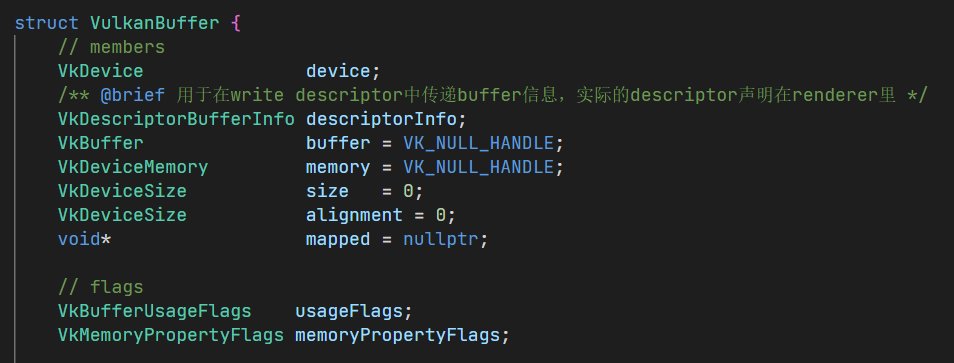 struct VulkanBuffer {
    // members
    VkDevice               device;
    /** @brief 用于在write descriptor中传递buffer信息，实际的descriptor声明在renderer里 */
    VkDescriptorBufferInfo descriptorInfo;
    VkBuffer               buffer = VK_NULL_HANDLE;
    VkDeviceMemory         memory = VK_NULL_HANDLE;
    VkDeviceSize           size   = 0;
    VkDeviceSize           alignment = 0;
    void*                  mapped = nullptr;

    // flags
    VkBufferUsageFlags    usageFlags;
    VkMemoryPropertyFlags memoryPropertyFlags;